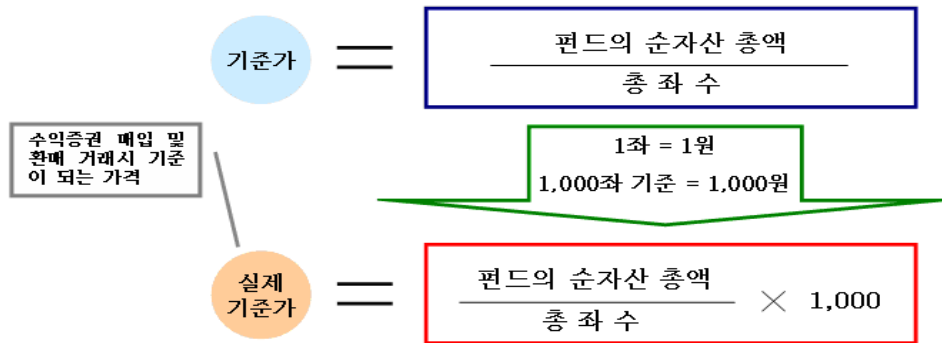 기준가
=
펀드의 순자산 총액
총 좌 수
수익증권 매입 및
환매 거래시 기준
이 되는 가격
1좌 = 1원
1,000좌 기준 = 1,000원
실제
기준가
=
펀드의 순자산 총액
총 좌 수
× 1,000